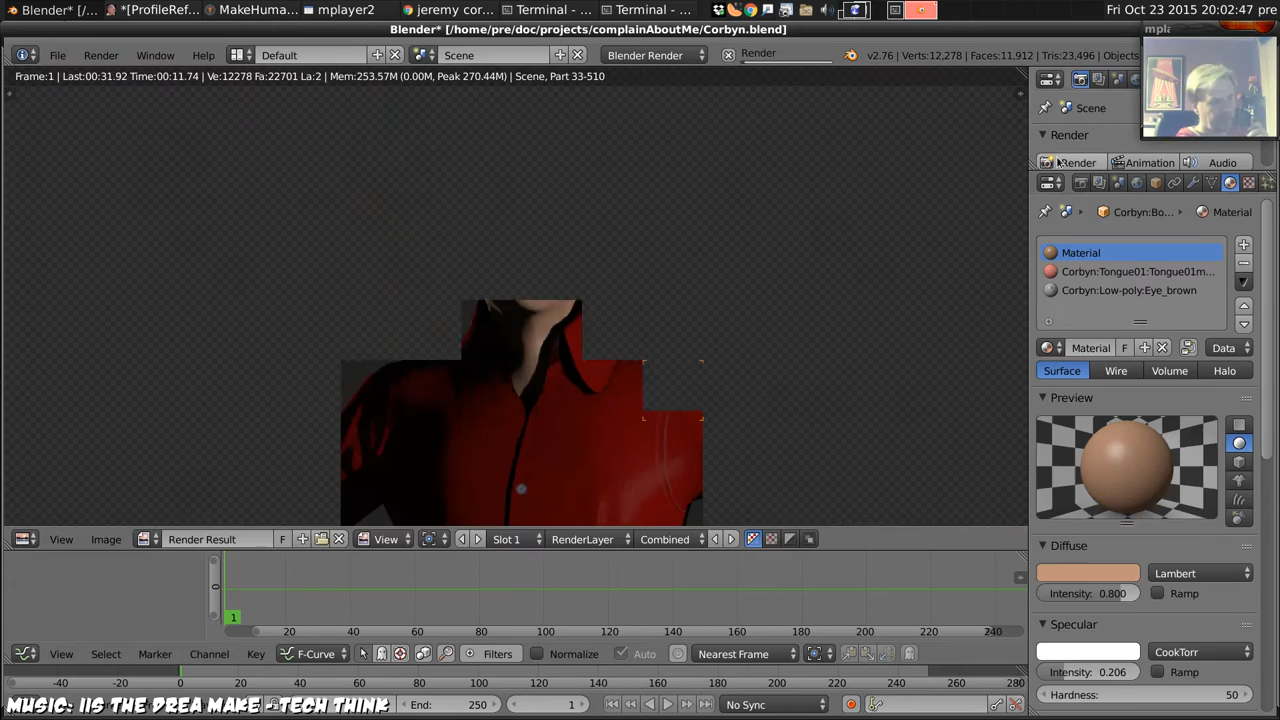 Blender* [/... *[ProfileRef... MakeHuma... mplayer2 jeremy cor... Terminal - ... Terminal - ... Fri Oct 23 2015 20:02:47 pre
Blender* [/home/pre/doc/projects/complainAboutMe/Corbyn.blend]
File Render Window Help Default Scene Blender Render Render v2.76 | Verts:12,278 | Faces:11,912 | Tris:23,496 | Objects
Frame:1 | Last:00:31.92 Time:00:11.74 | Ve:12278 Fa:22701 La:2 | Mem:253.57M (0.00M, Peak 270.44M) | Scene, Part 33-510
Scene
Render
Render Animation Audio
Corbyn:Bo... Material
Material
Corbyn:Tongue01:Tongue01m...
Corbyn:Low-poly:Eye_brown
Material F Data
Surface Wire Volume Halo
Preview
View Image Render Result F View Slot 1 RenderLayer Combined
Diffuse
Lambert
Intensity: 0.800 Ramp
Specular
CookTorr
Intensity: 0.206 Ramp
Hardness: 50
1
20 40 60 80 100 120 140 160 180 200 220 240
View Select Marker Channel Key F-Curve Filters Normalize Auto Nearest Frame
-40 -20 0 20 40 60 80 100 120 140 160 180 200 220 240 260 280
MUSIC: IIS THE DREA MAKE - TECH THINK
End: 250 1 No Sync